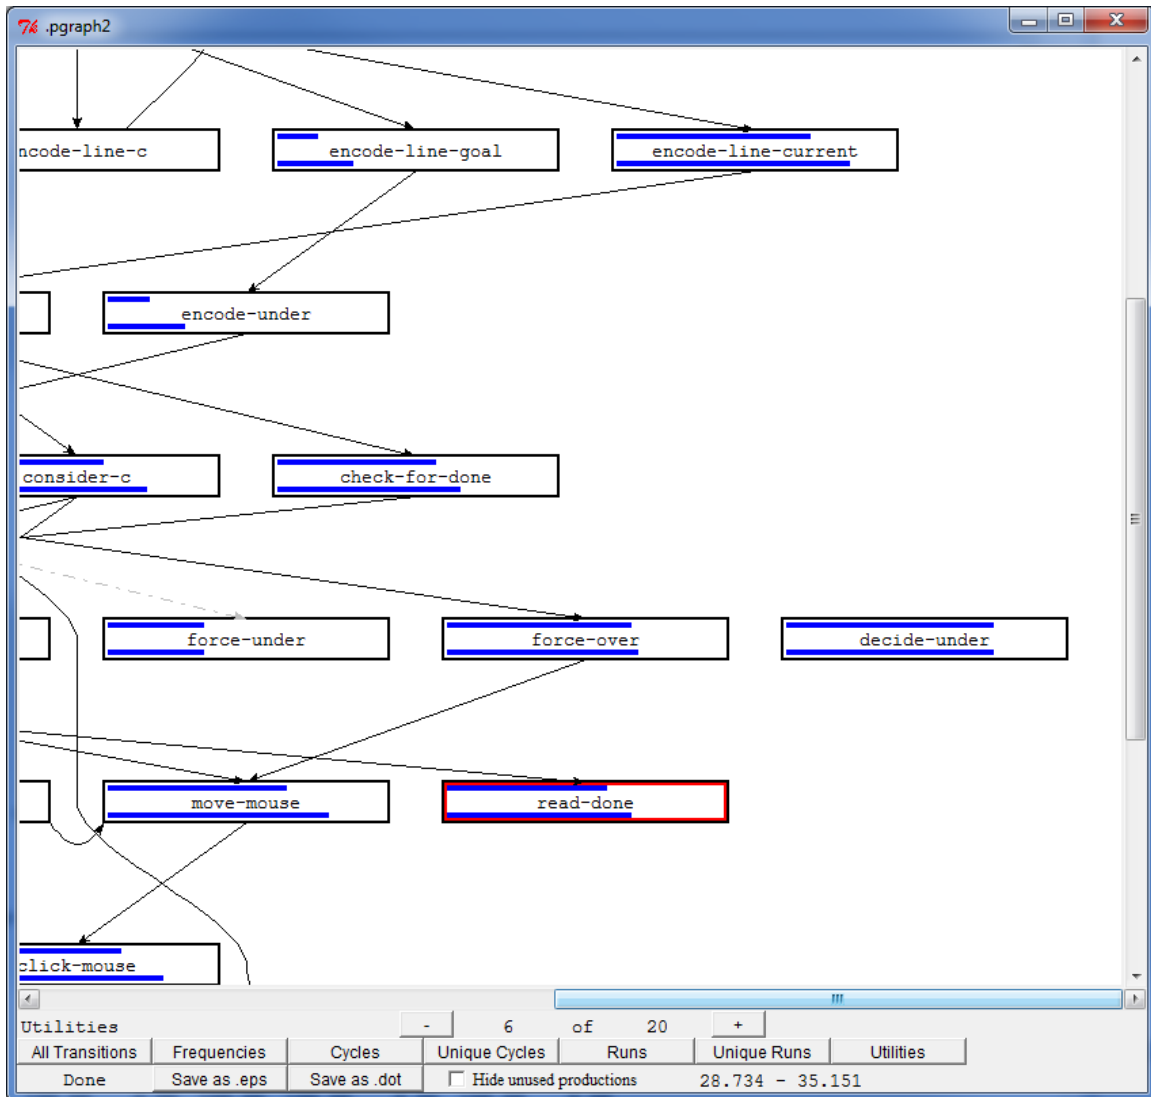 .pgraph2
ncode-line-c encode-line-goal encode-line-current
encode-under
consider-c check-for-done
force-under force-over decide-under
move-mouse read-done
click-mouse
Utilities - 6 of 20 +
All Transitions Frequencies Cycles Unique Cycles Runs Unique Runs Utilities
Done Save as .eps Save as .dot Hide unused productions 28.734 - 35.151